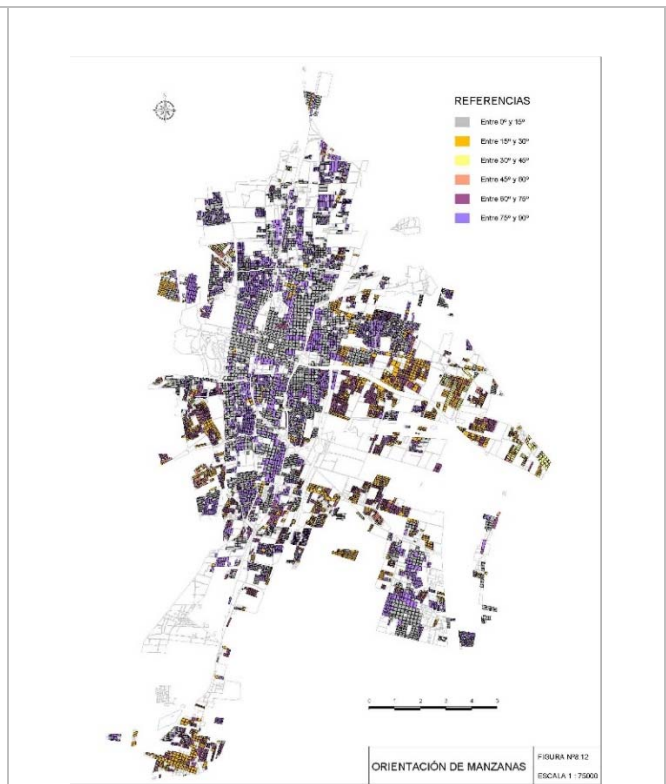 REFERENCIAS
Entre 0º y 15º
Entre 15º y 30º
Entre 30º y 45º
Entre 45º y 60º
Entre 60º y 75º
Entre 75º y 90º
0 1 2 3 4 5
ORIENTACIÓN DE MANZANAS
FIGURA Nº8.12
ESCALA 1 : 75000